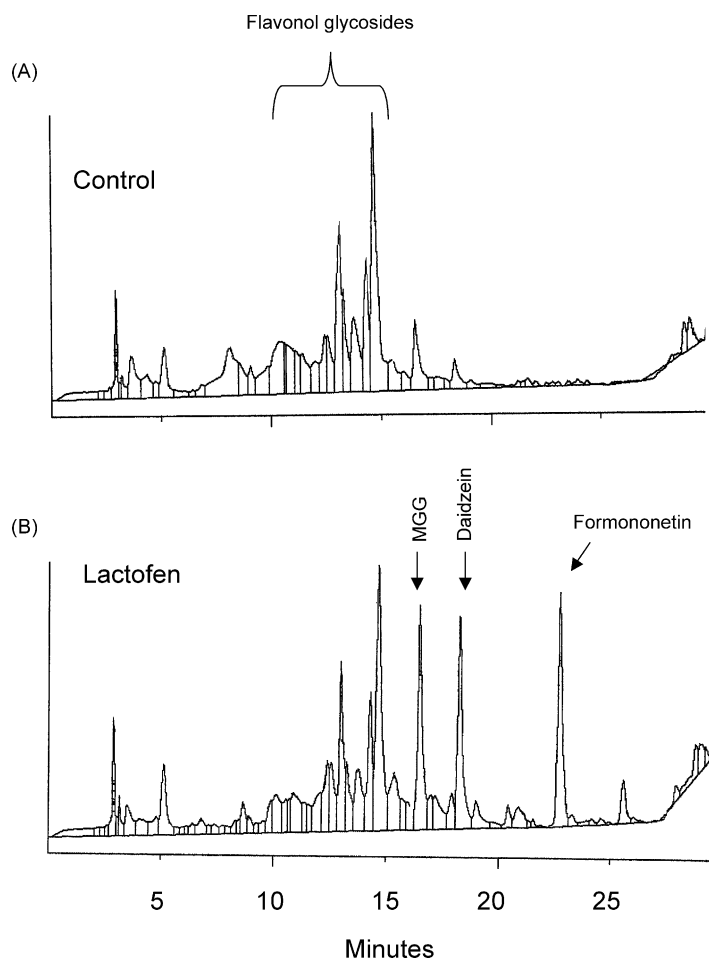 Flavonol glycosides
(A)
Control
(B)
Lactofen
MGG
Daidzein
Formononetin
5 10 15 20 25
Minutes